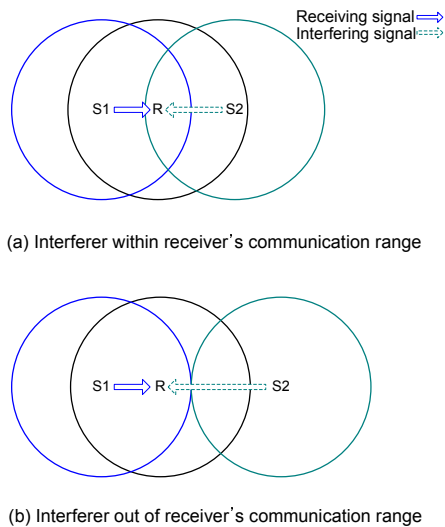 Receiving signal
Interfering signal
S1 R S2
(a) Interferer within receiver's communication range
S1 R S2
(b) Interferer out of receiver's communication range